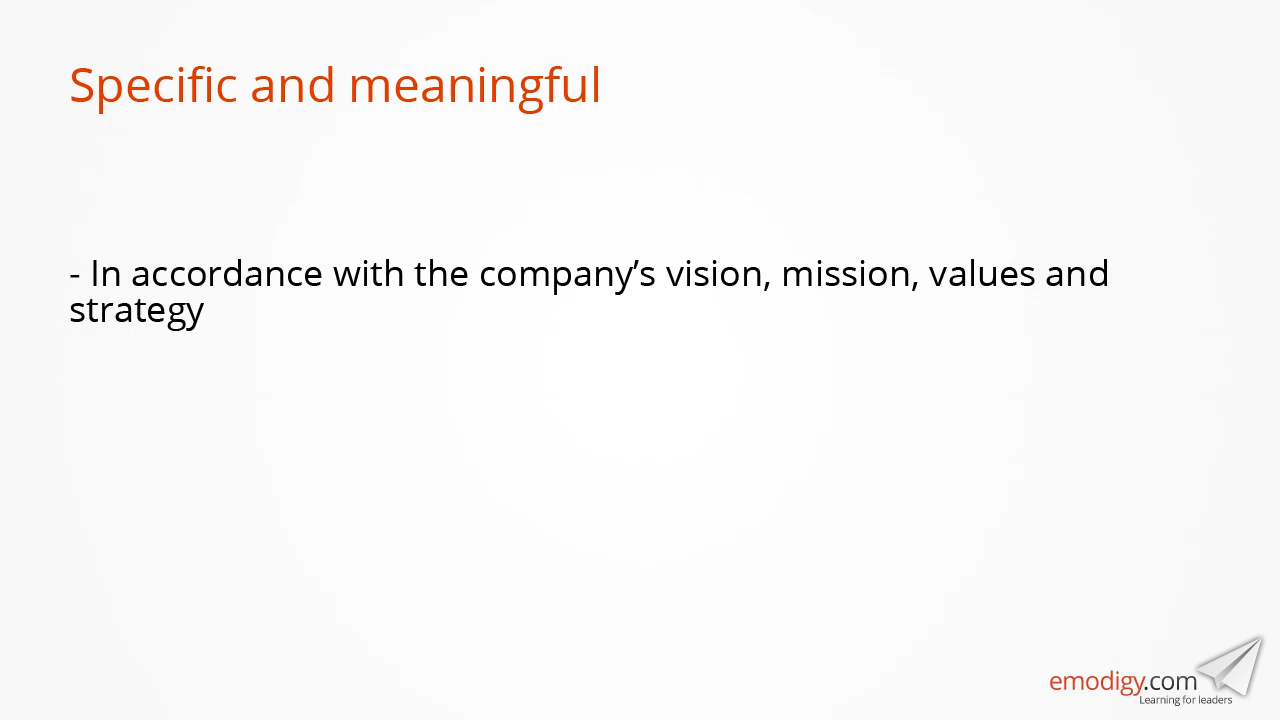 Specific and meaningful
- In accordance with the company’s vision, mission, values and
strategy
emodigy.com
Learning for leaders